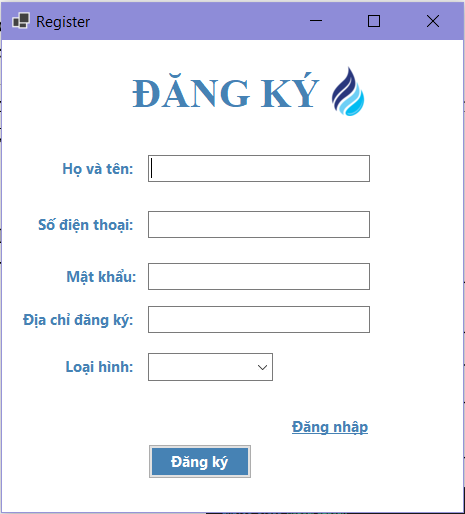 Register
ĐĂNG KÝ
Họ và tên:
Số điện thoại:
Mật khẩu:
Địa chỉ đăng ký:
Loại hình:
Đăng nhập
Đăng ký